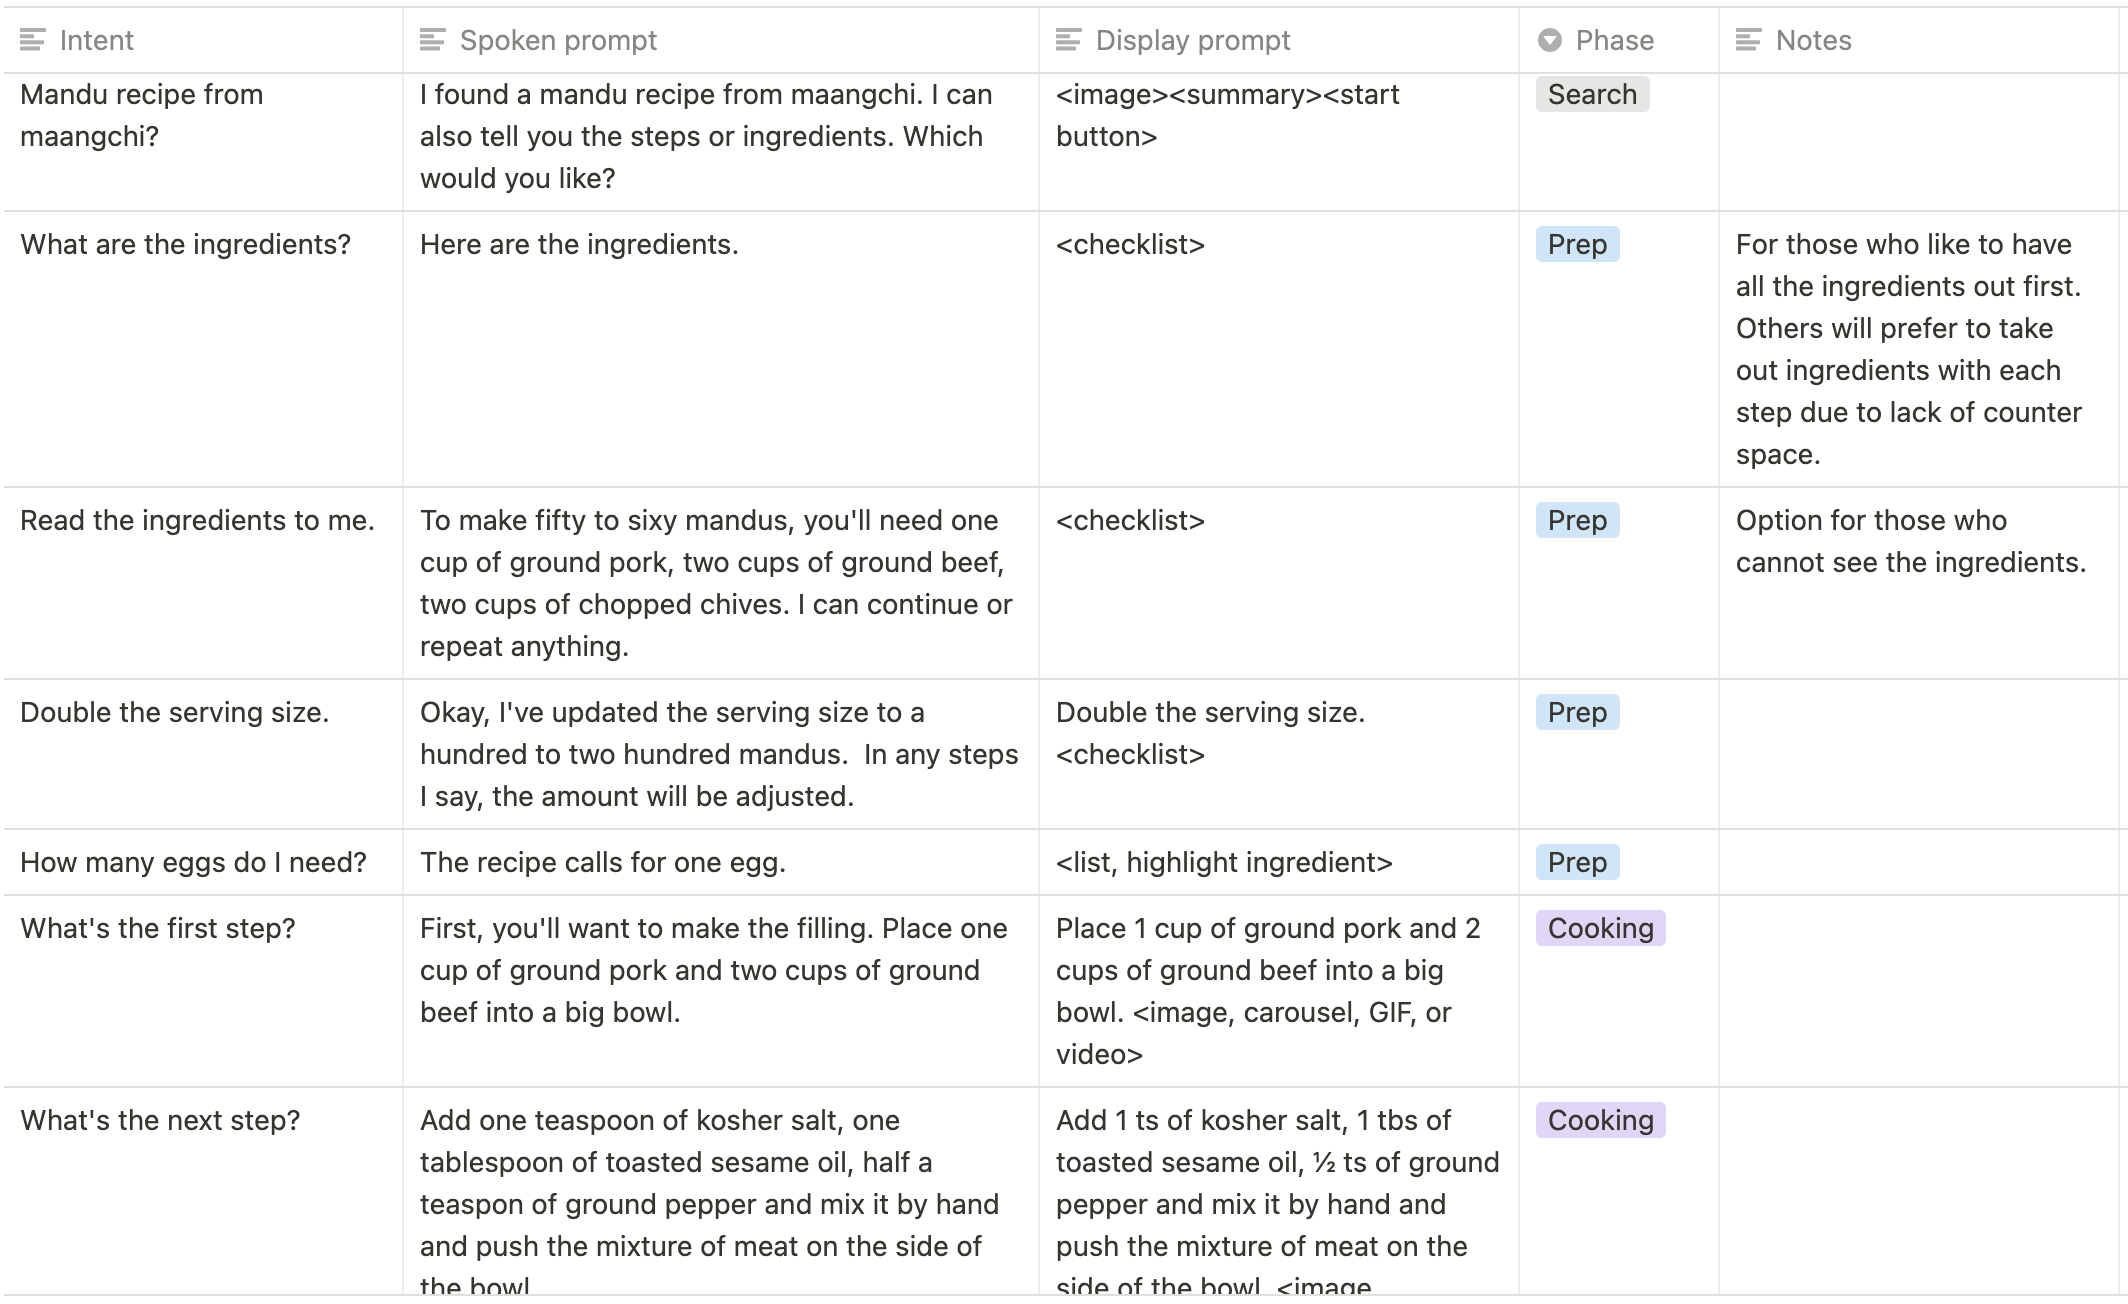 Intent
Spoken prompt
Display prompt
Phase
Notes
Mandu recipe from
maangchi?
I found a mandu recipe from maangchi. I can
also tell you the steps or ingredients. Which
would you like?
<image><summary><start
button>
Search
What are the ingredients?
Here are the ingredients.
<checklist>
Prep
For those who like to have
all the ingredients out first.
Others will prefer to take
out ingredients with each
step due to lack of counter
space.
Read the ingredients to me.
To make fifty to sixy mandus, you'll need one
cup of ground pork, two cups of ground beef,
two cups of chopped chives. I can continue or
repeat anything.
<checklist>
Prep
Option for those who
cannot see the ingredients.
Double the serving size.
Okay, I've updated the serving size to a
hundred to two hundred mandus.  In any steps
I say, the amount will be adjusted.
Double the serving size.
<checklist>
Prep
How many eggs do I need?
The recipe calls for one egg.
<list, highlight ingredient>
Prep
What's the first step?
First, you'll want to make the filling. Place one
cup of ground pork and two cups of ground
beef into a big bowl.
Place 1 cup of ground pork and 2
cups of ground beef into a big
bowl. <image, carousel, GIF, or
video>
Cooking
What's the next step?
Add one teaspoon of kosher salt, one
tablespoon of toasted sesame oil, half a
teaspon of ground pepper and mix it by hand
and push the mixture of meat on the side of
the bowl
Add 1 ts of kosher salt, 1 tbs of
toasted sesame oil, ½ ts of ground
pepper and mix it by hand and
push the mixture of meat on the
side of the bowl. <image
Cooking